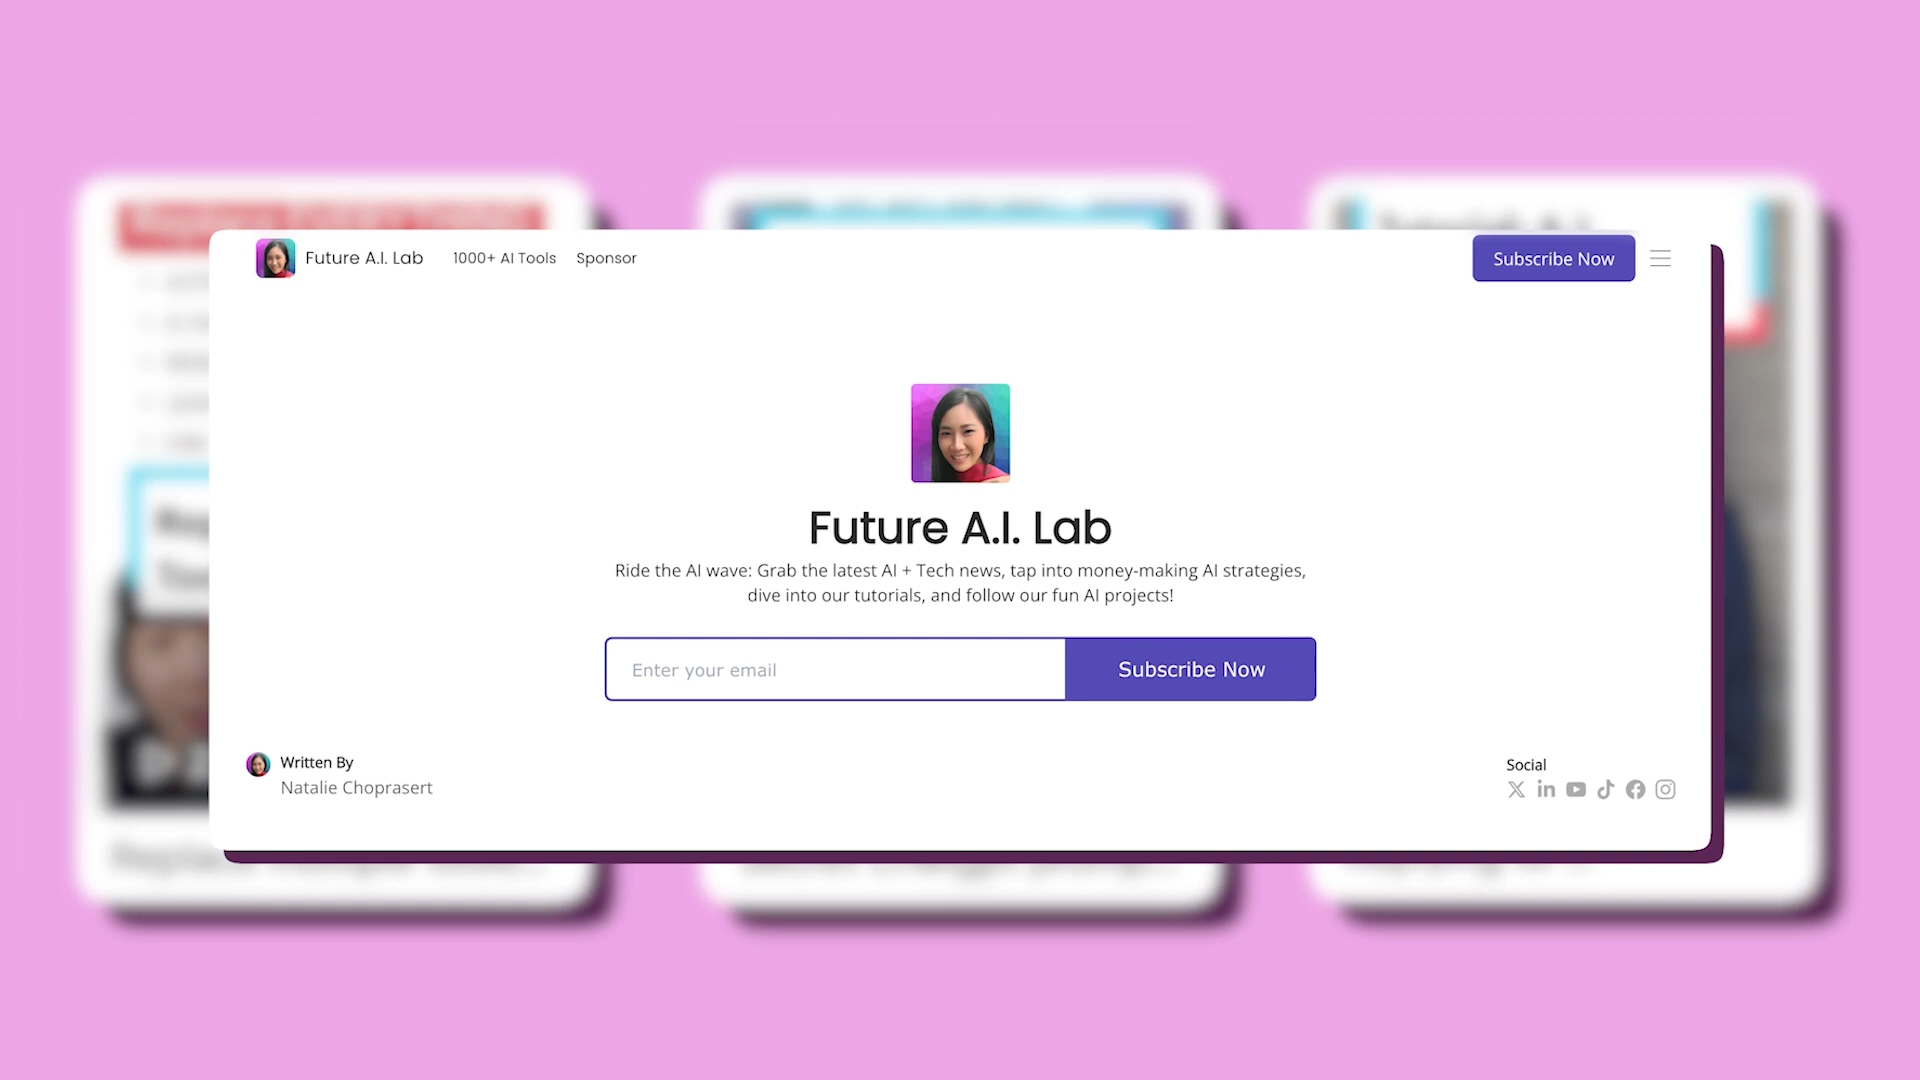 Future A.I. Lab
1000+ AI Tools
Sponsor
Subscribe Now
Future A.I. Lab
Ride the AI wave: Grab the latest AI + Tech news, tap into money-making AI strategies,
dive into our tutorials, and follow our fun AI projects!
Enter your email
Subscribe Now
Written By
Natalie Choprasert
Social